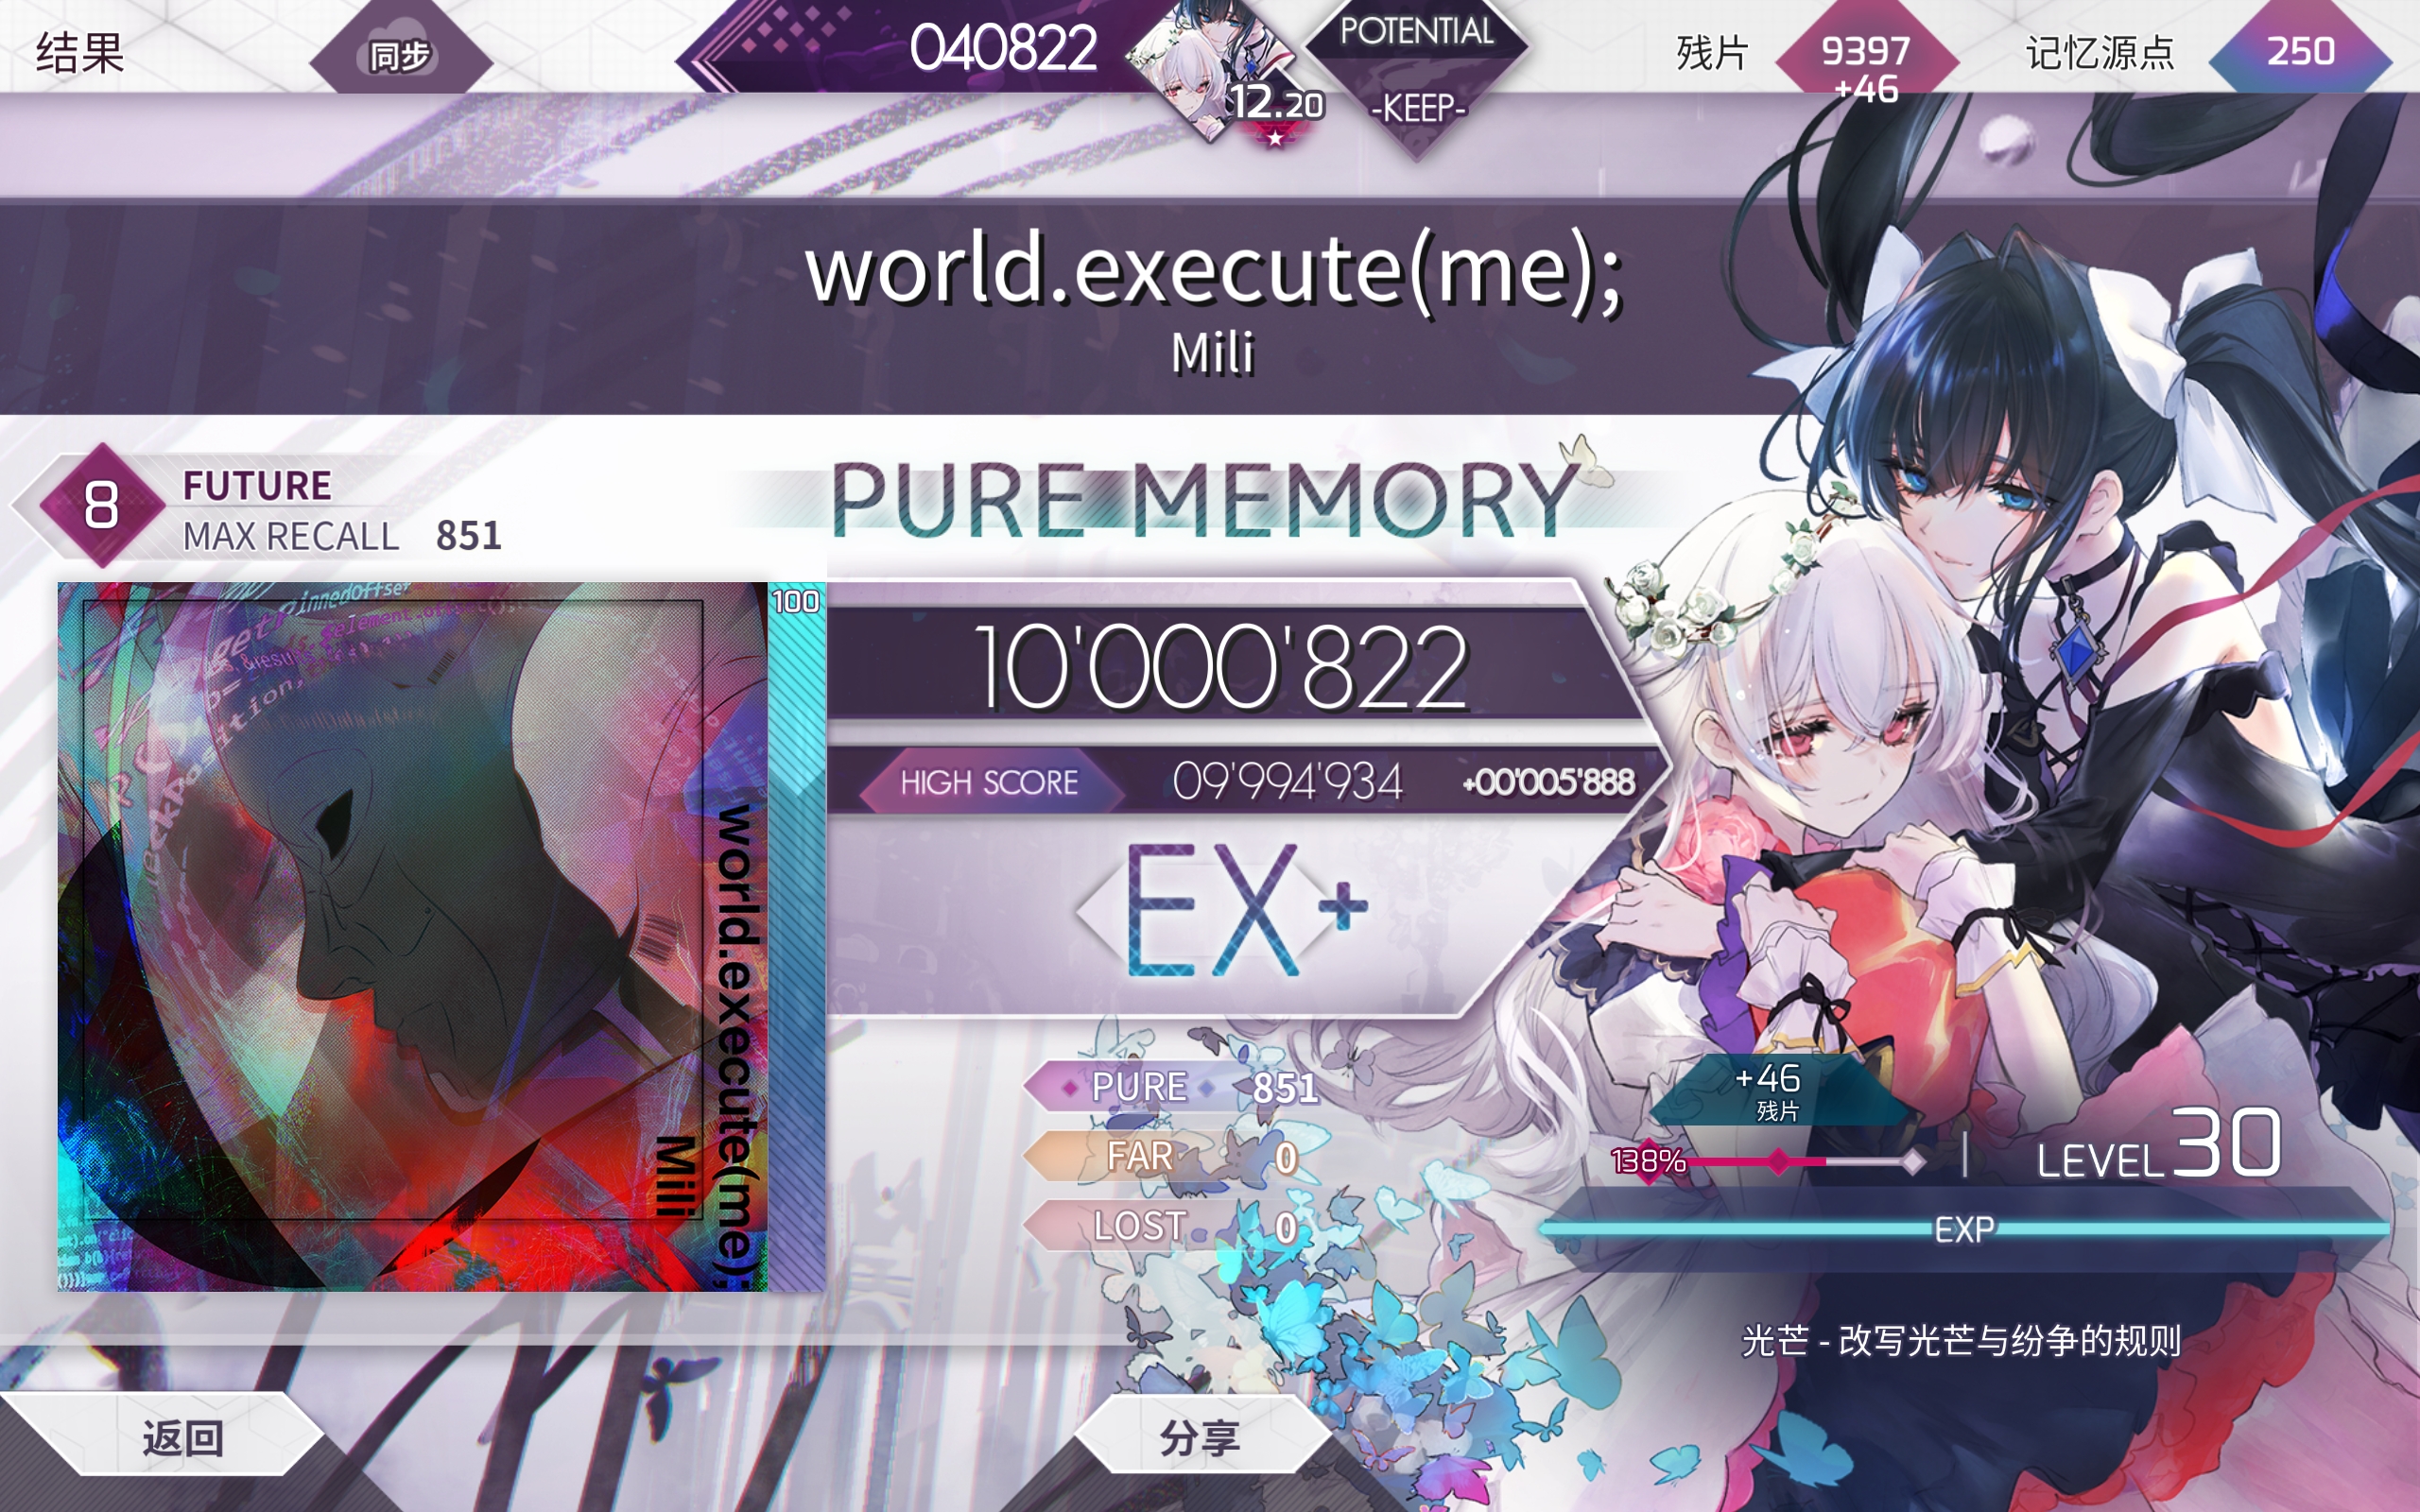 结果
同步
040822
12.20
POTENTIAL
-KEEP-
残片
9397
+46
记忆源点
250
world.execute(me);
Mili
8
FUTURE
MAX RECALL 851
PURE MEMORY
100
10'000'822
HIGH SCORE 09'994'934 +00'005'888
EX+
world.execute(me);
Mili
PURE 851
FAR 0
LOST 0
+46
残片
138%
LEVEL 30
EXP
光芒 - 改写光芒与纷争的规则
返回
分享